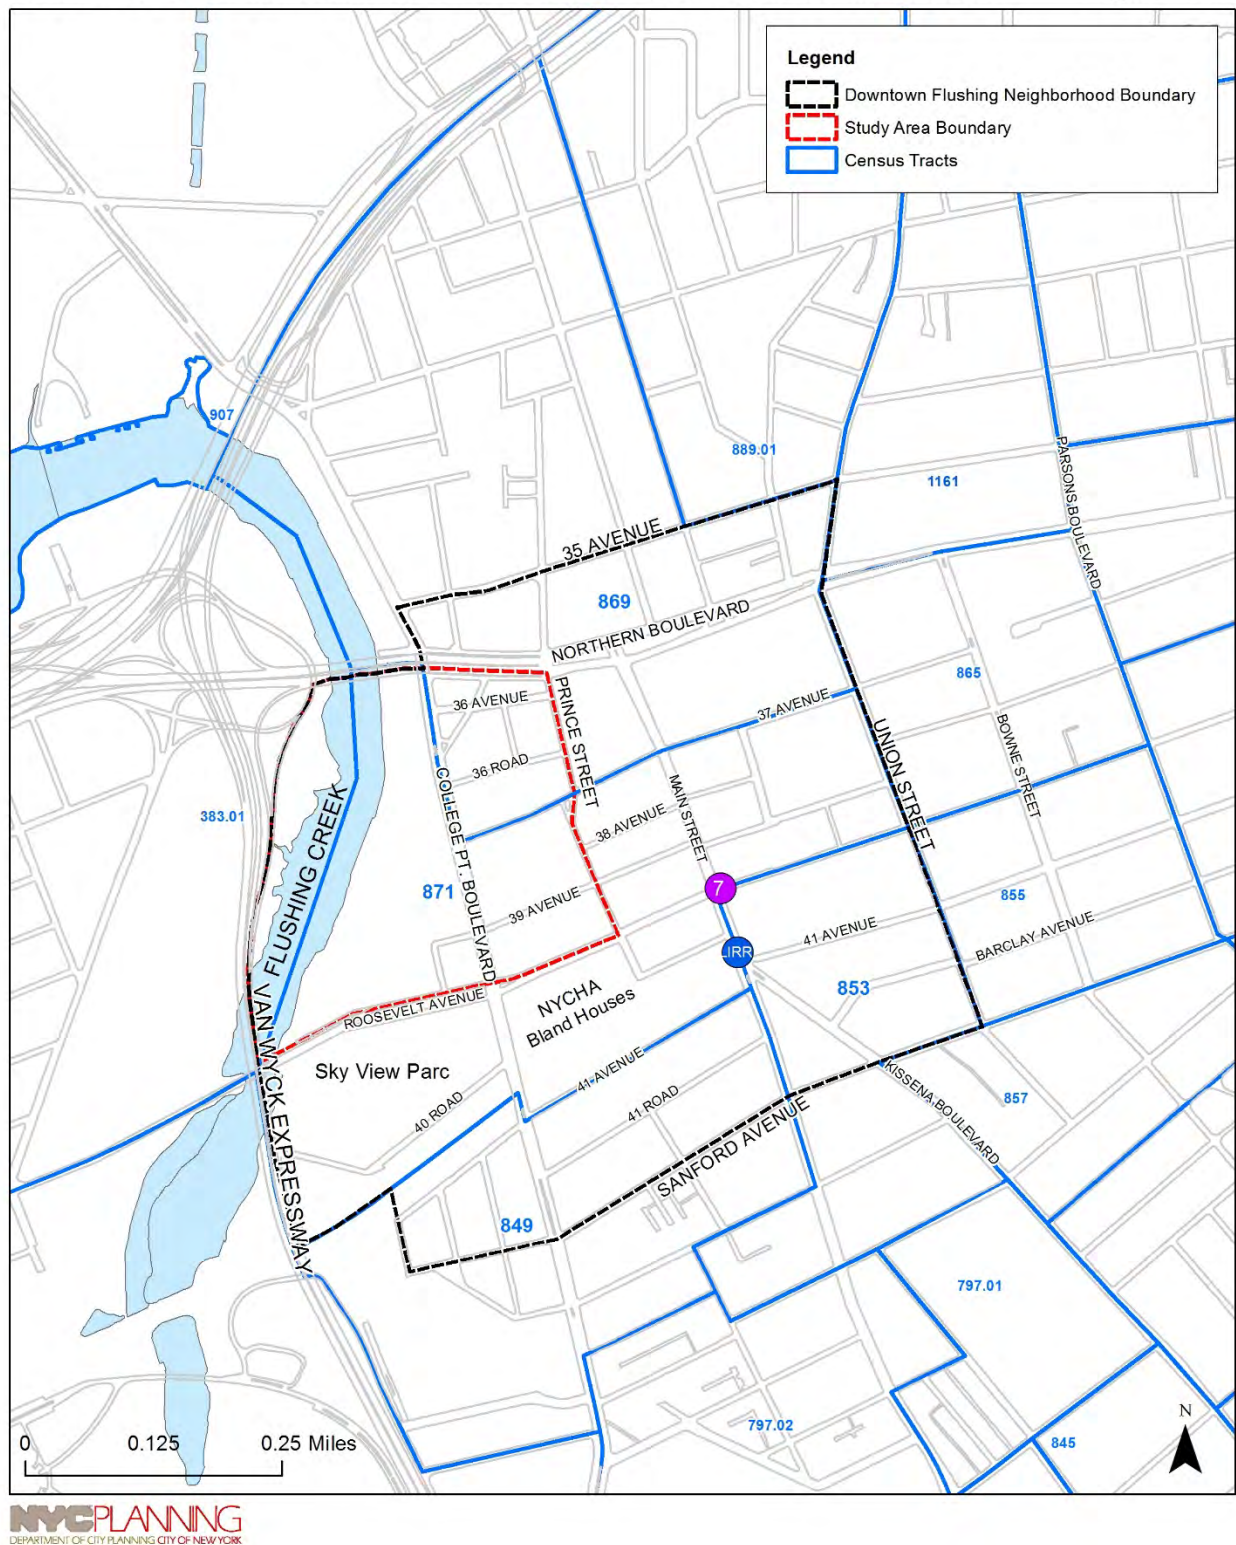 Legend
Downtown Flushing Neighborhood Boundary
Study Area Boundary
Census Tracts
907
889.01
1161
PARSONS BOULEVARD
35 AVENUE
869
NORTHERN BOULEVARD
865
36 AVENUE
PRINCE STREET
37 AVENUE
UNION STREET
BOWNE STREET
36 ROAD
COLLEGE PT. BOULEVARD
MAIN STREET
38 AVENUE
383.01
FLUSHING CREEK
871
39 AVENUE
7
855
41 AVENUE
BARCLAY AVENUE
LIRR
853
VAN WYCK EXPRESSWAY
ROOSEVELT AVENUE
NYCHA
Bland Houses
Sky View Parc
41 AVENUE
40 ROAD
41 ROAD
KISSENA BOULEVARD
857
SANFORD AVENUE
849
797.01
797.02
845
N
0 0.125 0.25 Miles
NYCPLANNING
DEPARTMENT OF CITY PLANNING CITY OF NEW YORK